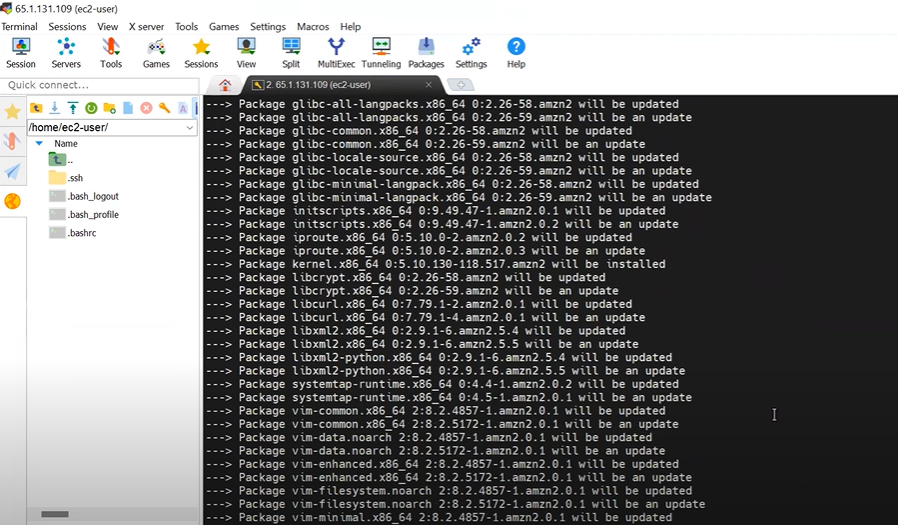 65.1.131.109 (ec2-user)
Terminal Sessions View X server Tools Games Settings Macros Help
Session Servers Tools Games Sessions View Split MultiExec Tunneling Packages Settings Help
Quick connect...
2. 65.1.131.109 (ec2-user)
/home/ec2-user/
Name
..
.ssh
.bash_logout
.bash_profile
.bashrc
---> Package glibc-all-langpacks.x86_64 0:2.26-58.amzn2 will be updated
---> Package glibc-all-langpacks.x86_64 0:2.26-59.amzn2 will be an update
---> Package glibc-common.x86_64 0:2.26-58.amzn2 will be updated
---> Package glibc-common.x86_64 0:2.26-59.amzn2 will be an update
---> Package glibc-locale-source.x86_64 0:2.26-58.amzn2 will be updated
---> Package glibc-locale-source.x86_64 0:2.26-59.amzn2 will be an update
---> Package glibc-minimal-langpack.x86_64 0:2.26-58.amzn2 will be updated
---> Package glibc-minimal-langpack.x86_64 0:2.26-59.amzn2 will be an update
---> Package initscripts.x86_64 0:9.49.47-1.amzn2.0.1 will be updated
---> Package initscripts.x86_64 0:9.49.47-1.amzn2.0.2 will be an update
---> Package iproute.x86_64 0:5.10.0-2.amzn2.0.2 will be updated
---> Package iproute.x86_64 0:5.10.0-2.amzn2.0.3 will be an update
---> Package kernel.x86_64 0:5.10.130-118.517.amzn2 will be installed
---> Package libcrypt.x86_64 0:2.26-58.amzn2 will be updated
---> Package libcrypt.x86_64 0:2.26-59.amzn2 will be an update
---> Package libcurl.x86_64 0:7.79.1-2.amzn2.0.1 will be updated
---> Package libcurl.x86_64 0:7.79.1-4.amzn2.0.1 will be an update
---> Package libxml2.x86_64 0:2.9.1-6.amzn2.5.4 will be updated
---> Package libxml2.x86_64 0:2.9.1-6.amzn2.5.5 will be an update
---> Package libxml2-python.x86_64 0:2.9.1-6.amzn2.5.4 will be updated
---> Package libxml2-python.x86_64 0:2.9.1-6.amzn2.5.5 will be an update
---> Package systemtap-runtime.x86_64 0:4.4-1.amzn2.0.2 will be updated
---> Package systemtap-runtime.x86_64 0:4.5-1.amzn2.0.1 will be an update
---> Package vim-common.x86_64 2:8.2.4857-1.amzn2.0.1 will be updated
---> Package vim-common.x86_64 2:8.2.5172-1.amzn2.0.1 will be an update
---> Package vim-data.noarch 2:8.2.4857-1.amzn2.0.1 will be updated
---> Package vim-data.noarch 2:8.2.5172-1.amzn2.0.1 will be an update
---> Package vim-enhanced.x86_64 2:8.2.4857-1.amzn2.0.1 will be updated
---> Package vim-enhanced.x86_64 2:8.2.5172-1.amzn2.0.1 will be an update
---> Package vim-filesystem.noarch 2:8.2.4857-1.amzn2.0.1 will be updated
---> Package vim-filesystem.noarch 2:8.2.5172-1.amzn2.0.1 will be an update
---> Package vim-minimal.x86_64 2:8.2.4857-1.amzn2.0.1 will be updated